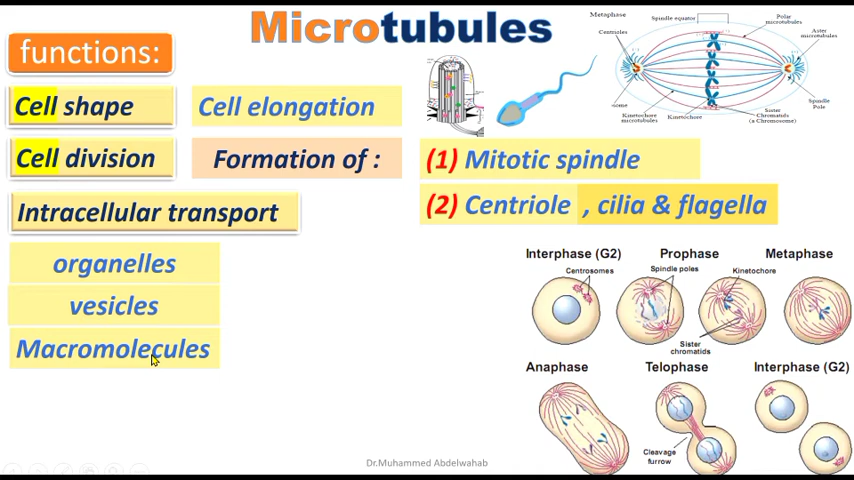 Microtubules
functions:
Cell shape
Cell elongation
Cell division
Formation of :
(1) Mitotic spindle
(2) Centriole , cilia & flagella
Intracellular transport
organelles
vesicles
Macromolecules
Metaphase
Spindle equator
Polar
microtubules
Centrioles
Aster
microtubules
some
Kinetochore
microtubules
Kinetochore
Sister
Chromatids
(a Chromosome)
Spindle
Pole
Interphase (G2)
Prophase
Metaphase
Centrosomes
Spindle poles
Kinetochore
Sister
chromatids
Anaphase
Telophase
Interphase (G2)
Cleavage
furrow
Dr.Muhammed Abdelwahab